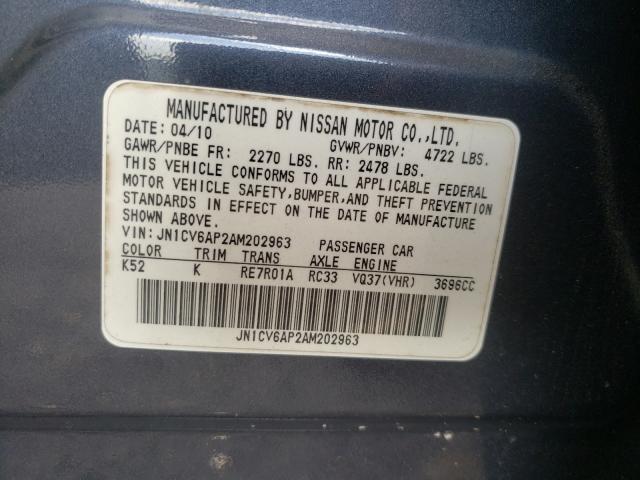 MANUFACTURED BY NISSAN MOTOR CO.,LTD.
DATE: 04/10 GVWR/PNBV: 4722 LBS.
GAWR/PNBE FR: 2270 LBS. RR: 2478 LBS.
THIS VEHICLE CONFORMS TO ALL APPLICABLE FEDERAL
MOTOR VEHICLE SAFETY,BUMPER,AND THEFT PREVENTION
STANDARDS IN EFFECT ON THE DATE OF MANUFACTURE
SHOWN ABOVE.
VIN: JN1CV6AP2AM202963 PASSENGER CAR
COLOR TRIM TRANS AXLE ENGINE
K52 K RE7R01A RC33 VQ37(VHR) 3696CC
JN1CV6AP2AM202963